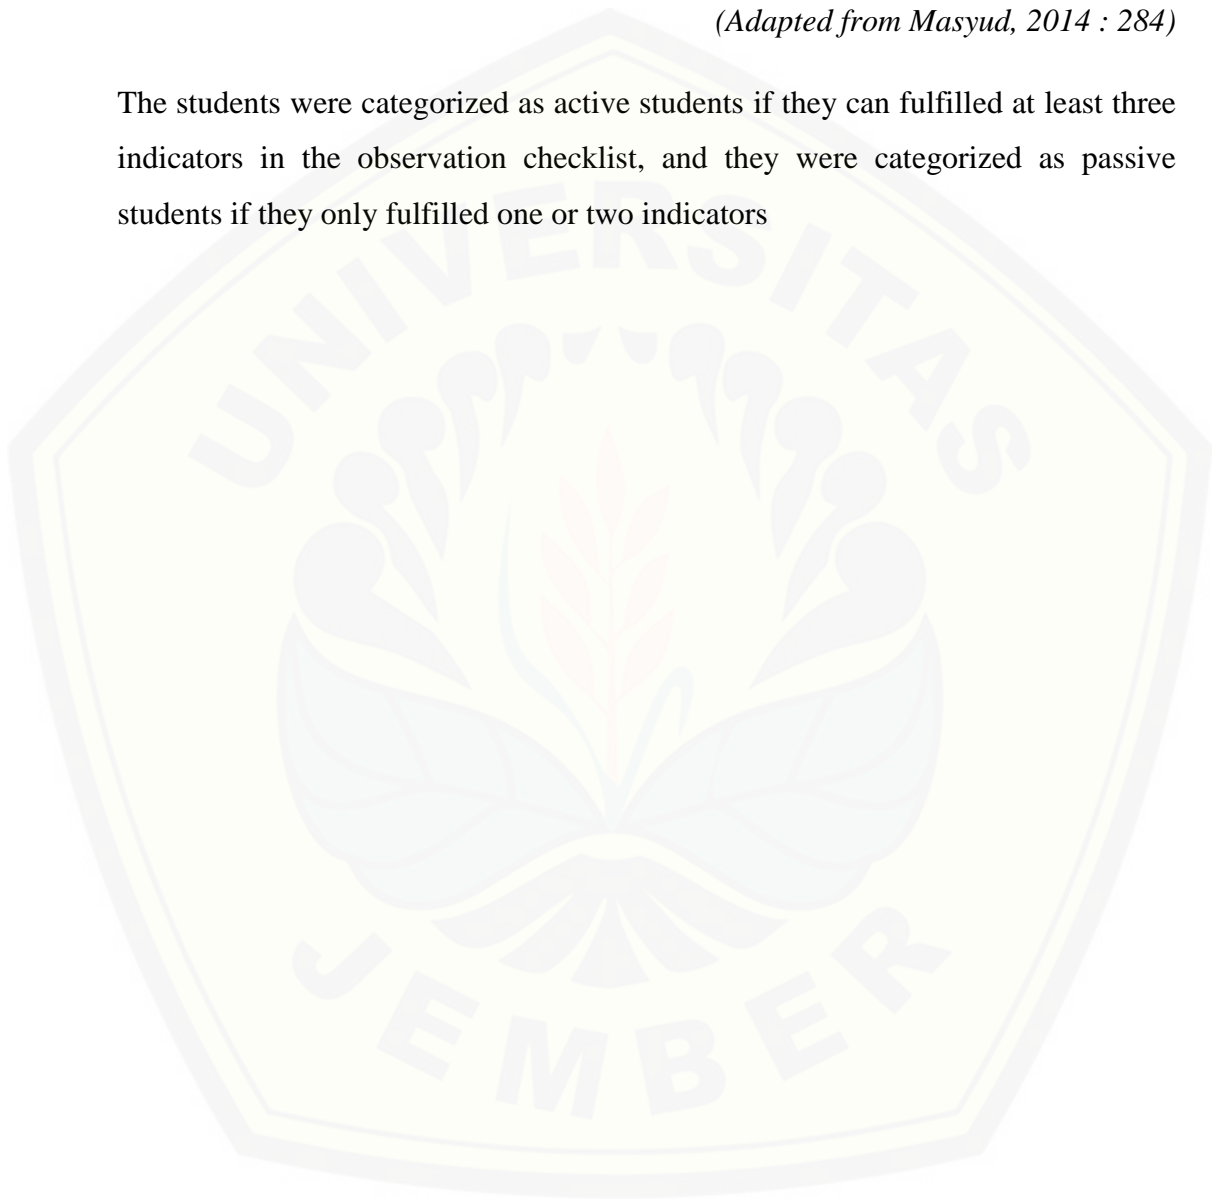 (Adapted from Masyud, 2014 : 284)
The students were categorized as active students if they can fulfilled at least three
indicators in the observation checklist, and they were categorized as passive
students if they only fulfilled one or two indicators
UNIVERSITAS
JEMBER